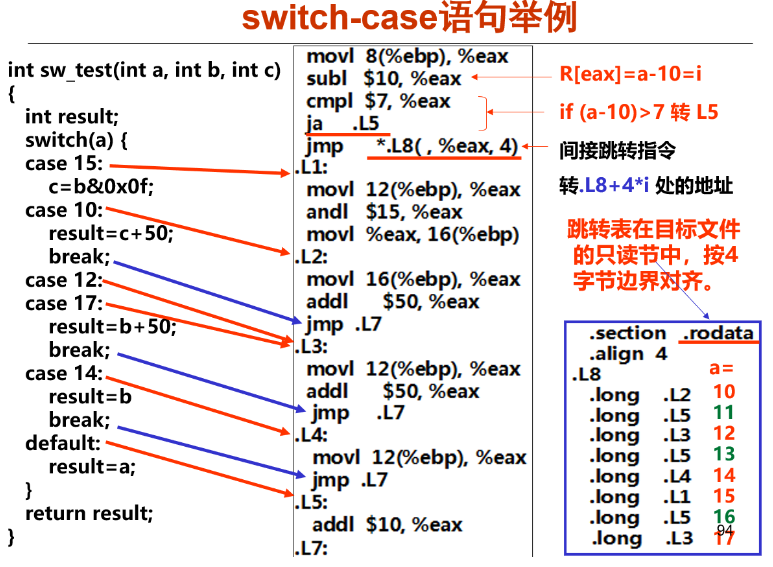 switch-case语句举例
int sw_test(int a, int b, int c)
{
int result;
switch(a) {
case 15:
c=b&0x0f;
case 10:
result=c+50;
break;
case 12:
case 17:
result=b+50;
break;
case 14:
result=b
break;
default:
result=a;
}
return result;
}
movl 8(%ebp), %eax
subl $10, %eax
cmpl $7, %eax
ja .L5
jmp *.L8( , %eax, 4)
.L1:
movl 12(%ebp), %eax
andl $15, %eax
movl %eax, 16(%ebp)
.L2:
movl 16(%ebp), %eax
addl $50, %eax
jmp .L7
.L3:
movl 12(%ebp), %eax
addl $50, %eax
jmp .L7
.L4:
movl 12(%ebp), %eax
jmp .L7
.L5:
addl $10, %eax
.L7:
R[eax]=a-10=i
if (a-10)>7 转 L5
间接跳转指令
转.L8+4*i 处的地址
跳转表在目标文件
的只读节中，按4
字节边界对齐。
.section .rodata
.align 4
.L8 a=
.long .L2 10
.long .L5 11
.long .L3 12
.long .L5 13
.long .L4 14
.long .L1 15
.long .L5 16
.long .L3 17
94